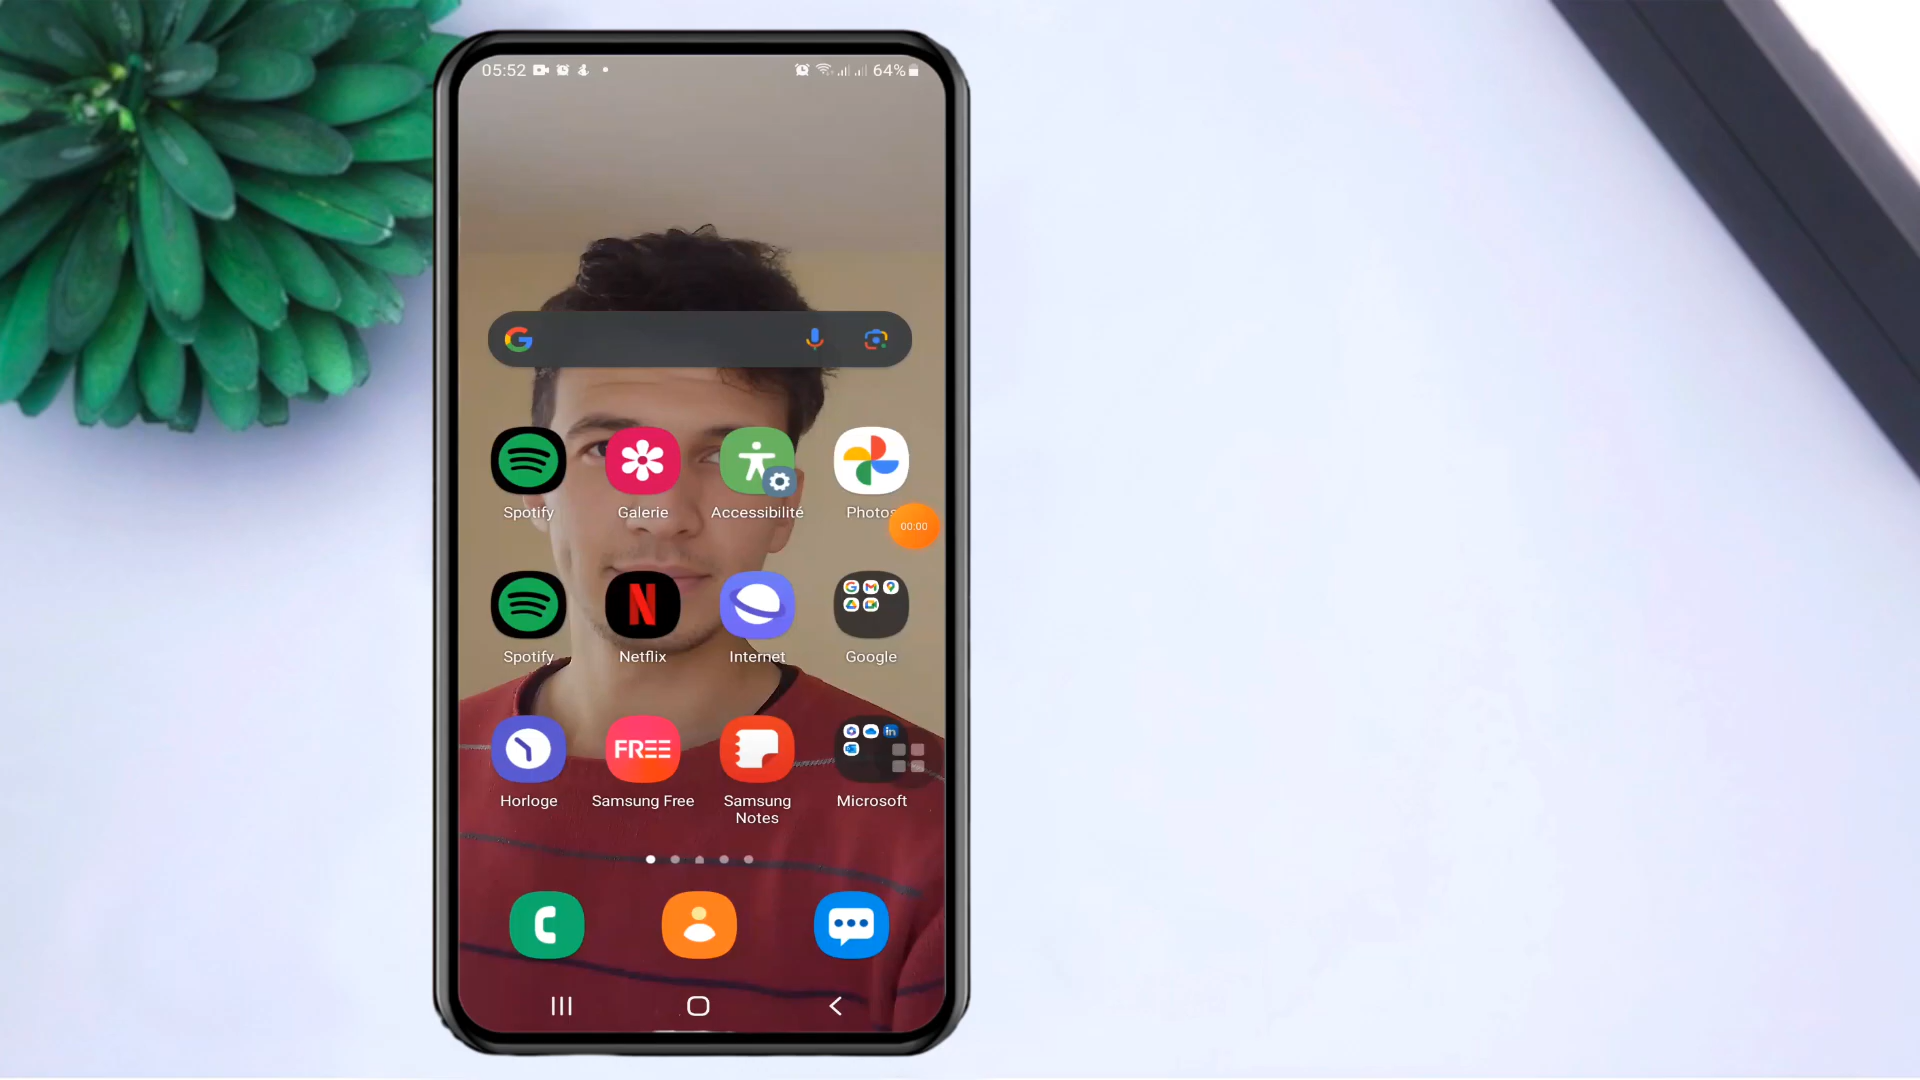 05:52 64%
Spotify Galerie Accessibilité Photos
00:00
Spotify Netflix Internet Google
FREE
in
Horloge Samsung Free Samsung Notes Microsoft